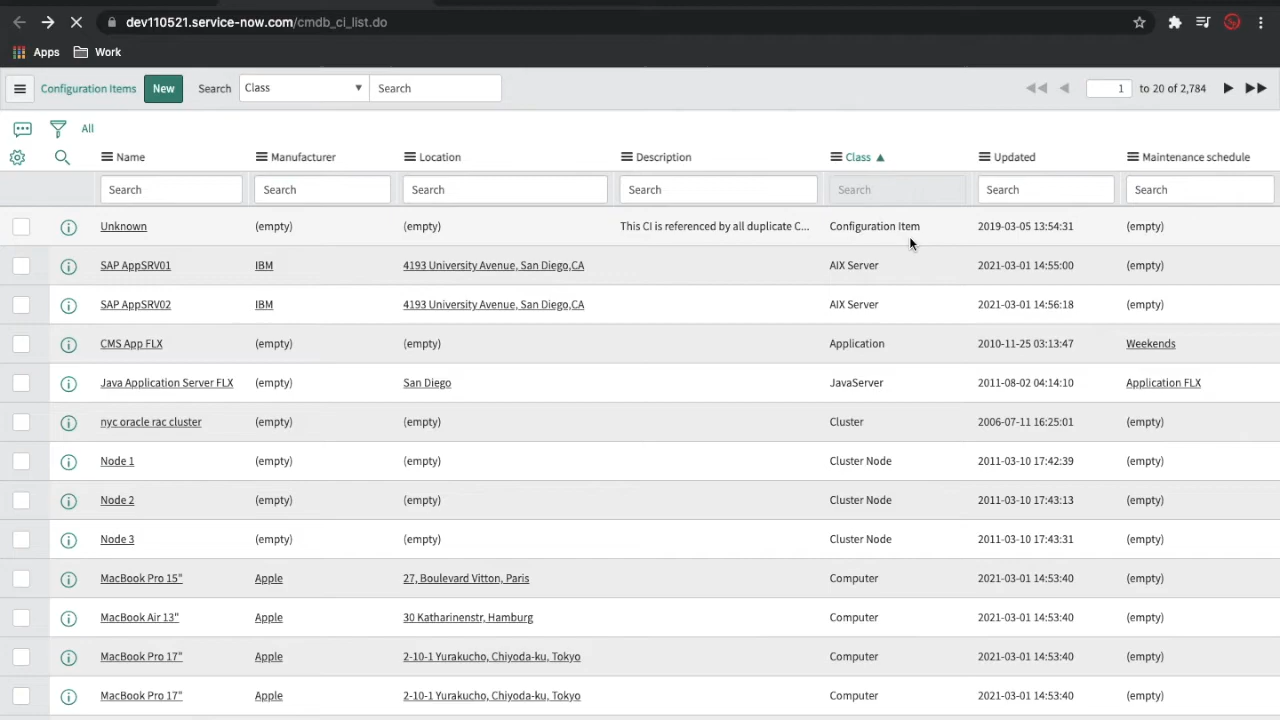 dev110521.service-now.com/cmdb_ci_list.do
Apps Work
Configuration Items New Search Class Search 1 to 20 of 2,784
All
Name Manufacturer Location Description Class Updated Maintenance schedule
Search Search Search Search Search Search Search
Unknown (empty) (empty) This CI is referenced by all duplicate C... Configuration Item 2019-03-05 13:54:31 (empty)
SAP AppSRV01 IBM 4193 University Avenue, San Diego,CA AIX Server 2021-03-01 14:55:00 (empty)
SAP AppSRV02 IBM 4193 University Avenue, San Diego,CA AIX Server 2021-03-01 14:56:18 (empty)
CMS App FLX (empty) (empty) Application 2010-11-25 03:13:47 Weekends
Java Application Server FLX (empty) San Diego JavaServer 2011-08-02 04:14:10 Application FLX
nyc oracle rac cluster (empty) (empty) Cluster 2006-07-11 16:25:01 (empty)
Node 1 (empty) (empty) Cluster Node 2011-03-10 17:42:39 (empty)
Node 2 (empty) (empty) Cluster Node 2011-03-10 17:43:13 (empty)
Node 3 (empty) (empty) Cluster Node 2011-03-10 17:43:31 (empty)
MacBook Pro 15" Apple 27, Boulevard Vitton, Paris Computer 2021-03-01 14:53:40 (empty)
MacBook Air 13" Apple 30 Katharinenstr, Hamburg Computer 2021-03-01 14:53:40 (empty)
MacBook Pro 17" Apple 2-10-1 Yurakucho, Chiyoda-ku, Tokyo Computer 2021-03-01 14:53:40 (empty)
MacBook Pro 17" Apple 2-10-1 Yurakucho, Chiyoda-ku, Tokyo Computer 2021-03-01 14:53:40 (empty)